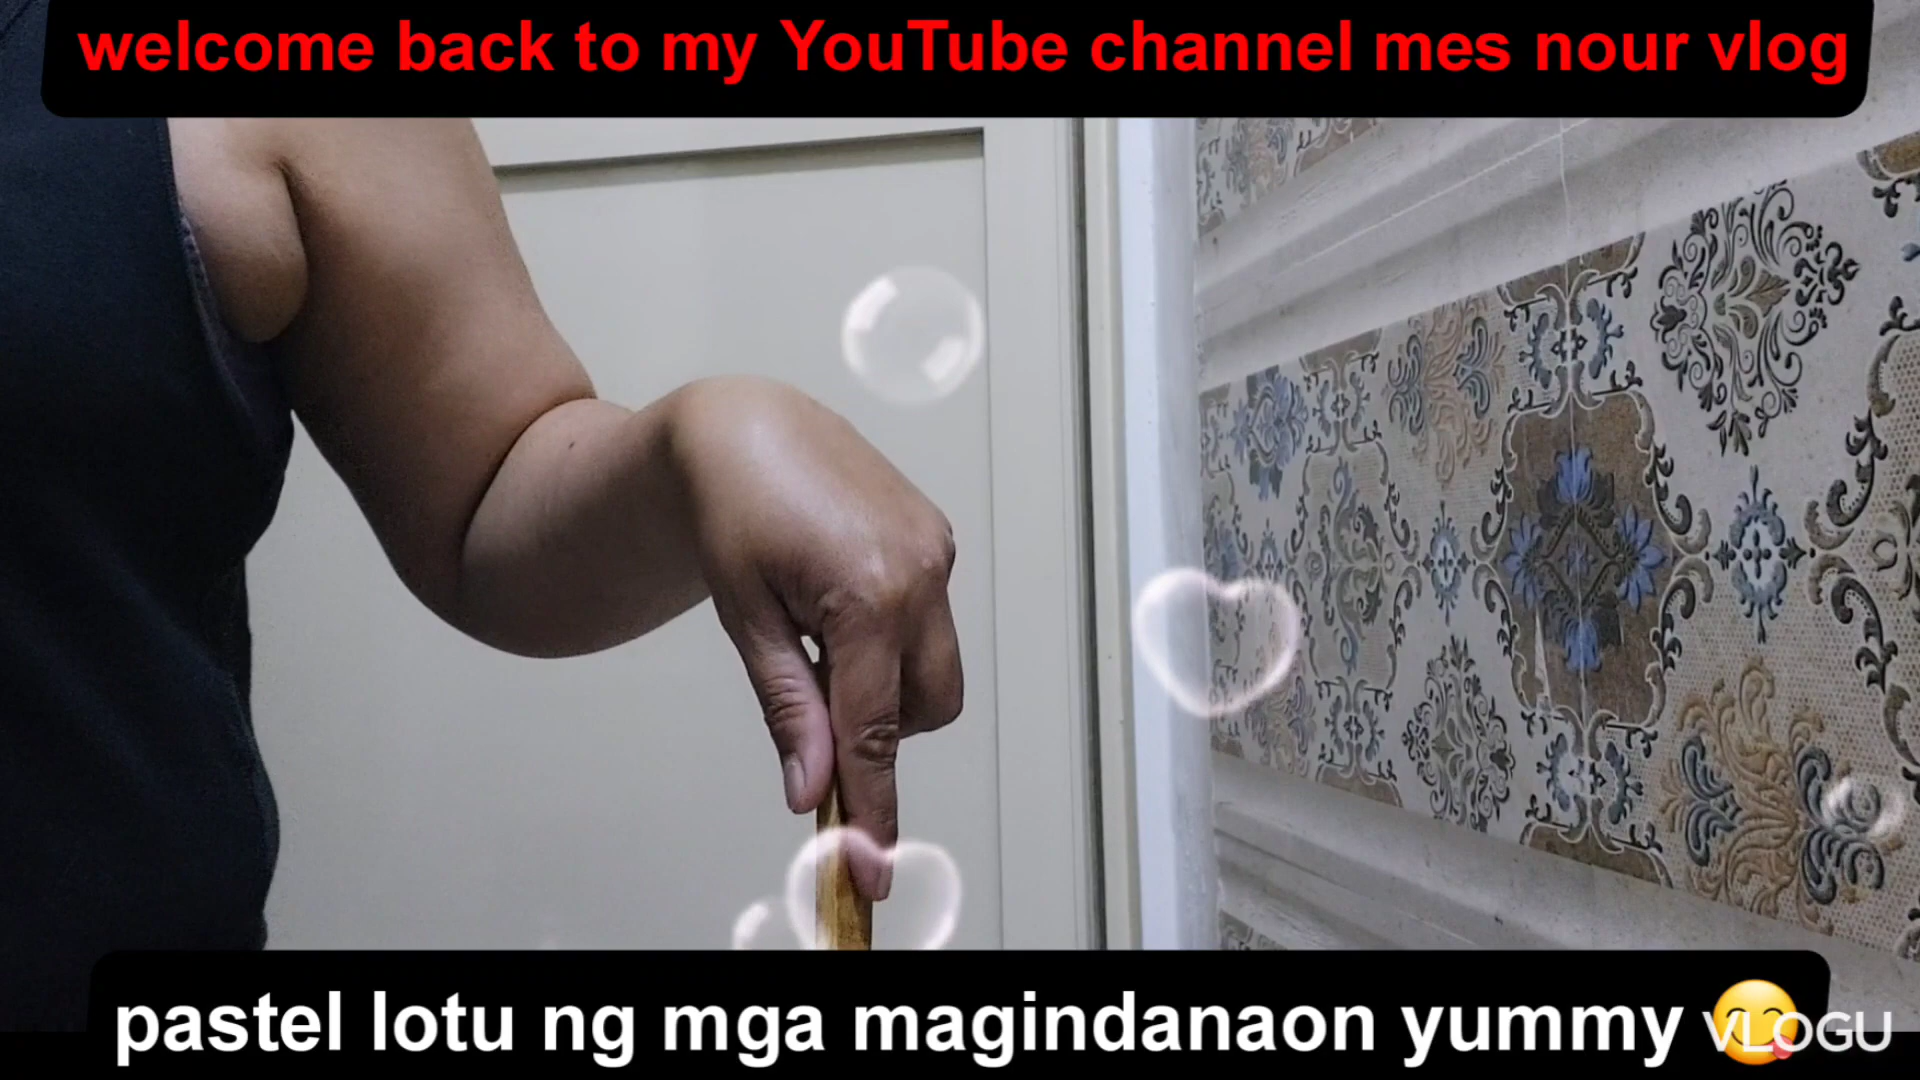 welcome back to my YouTube channel mes nour vlog
pastel lotu ng mga magindanaon yummy 😋
VLOGU